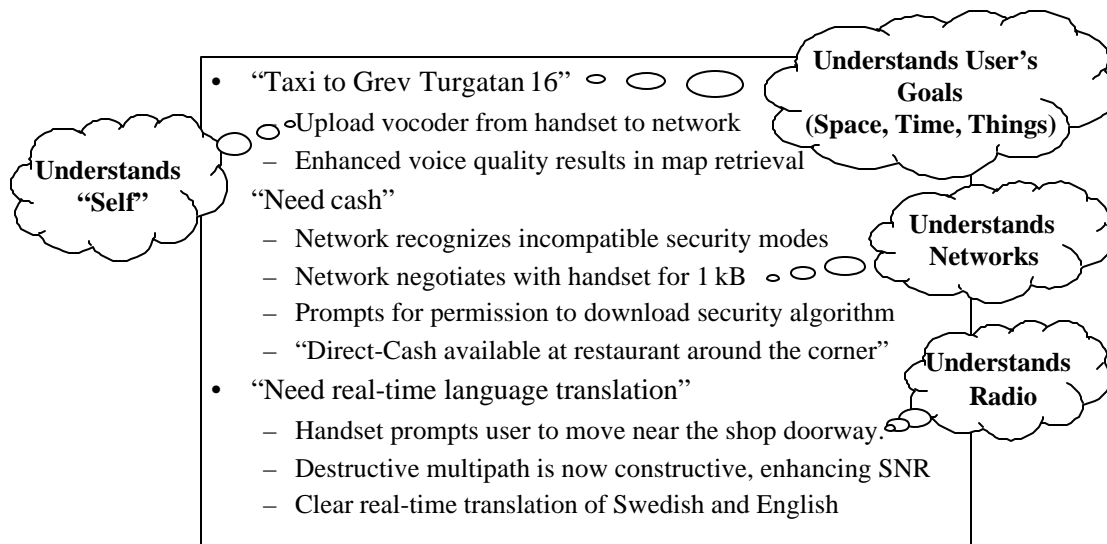 Understands User's
Goals
(Space, Time, Things)
• “Taxi to Grev Turgatan 16”
Upload vocoder from handset to network
– Enhanced voice quality results in map retrieval
Understands
“Self”
“Need cash”
– Network recognizes incompatible security modes
– Network negotiates with handset for 1 kB
– Prompts for permission to download security algorithm
– “Direct-Cash available at restaurant around the corner”
Understands
Networks
• “Need real-time language translation”
– Handset prompts user to move near the shop doorway.
– Destructive multipath is now constructive, enhancing SNR
– Clear real-time translation of Swedish and English
Understands
Radio